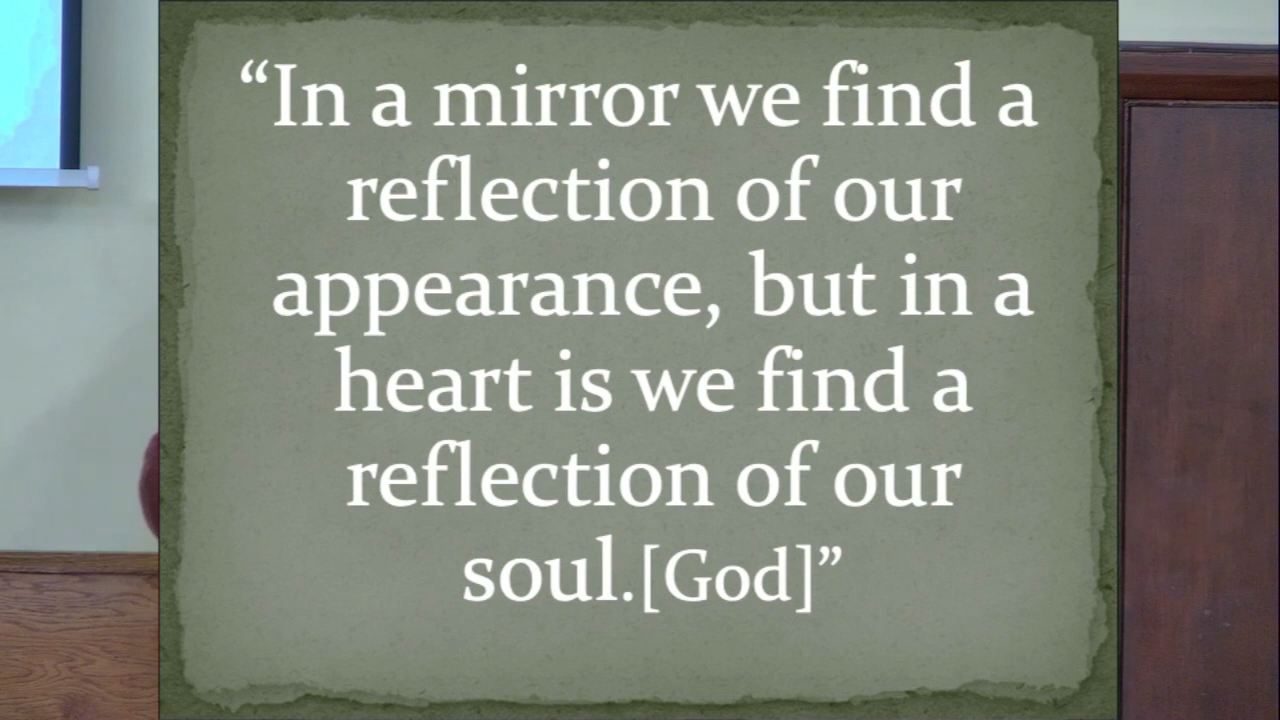 “In a mirror we find a
reflection of our
appearance, but in a
heart is we find a
reflection of our
soul.[God]”